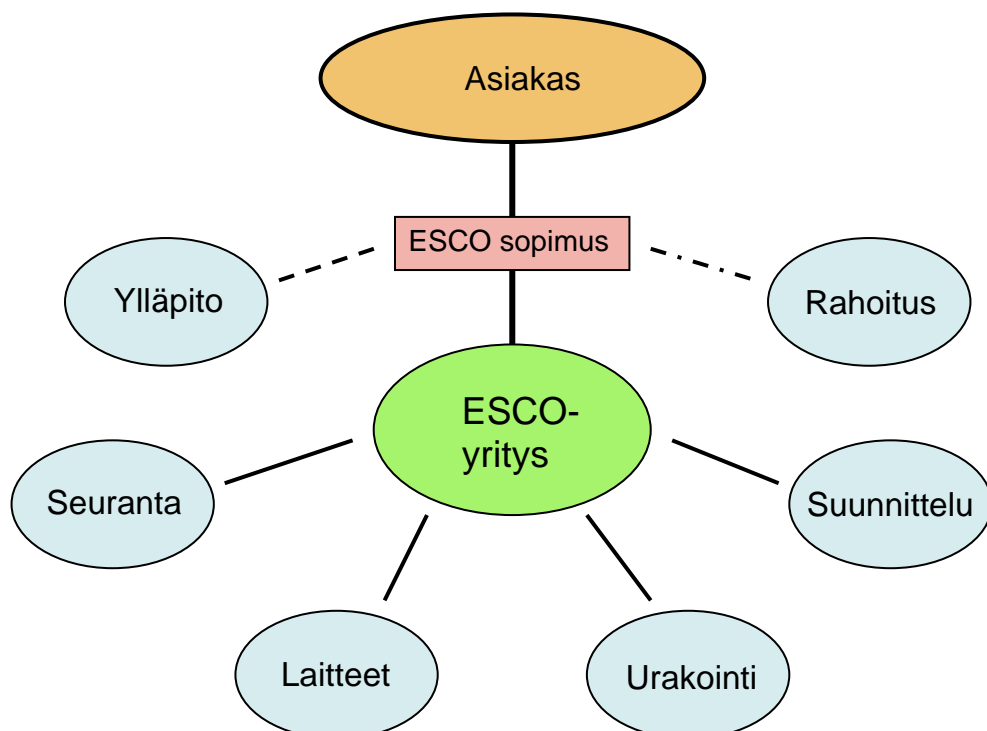 Asiakas
ESCO sopimus
Ylläpito
Rahoitus
ESCO-
yritys
Seuranta
Suunnittelu
Laitteet
Urakointi